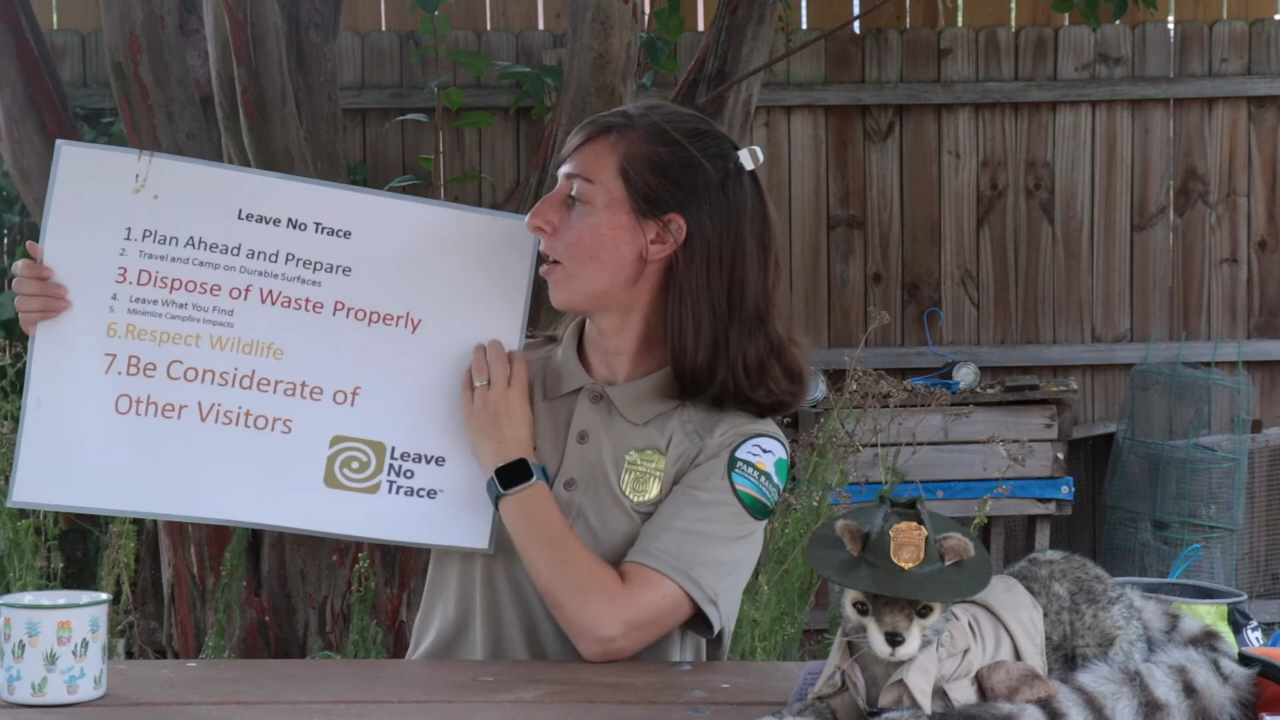 Leave No Trace
1. Plan Ahead and Prepare
2. Travel and Camp on Durable Surfaces
3. Dispose of Waste Properly
4. Leave What You Find
5. Minimize Campfire Impacts
6. Respect Wildlife
7. Be Considerate of
Other Visitors
Leave
No
Trace™
PARK